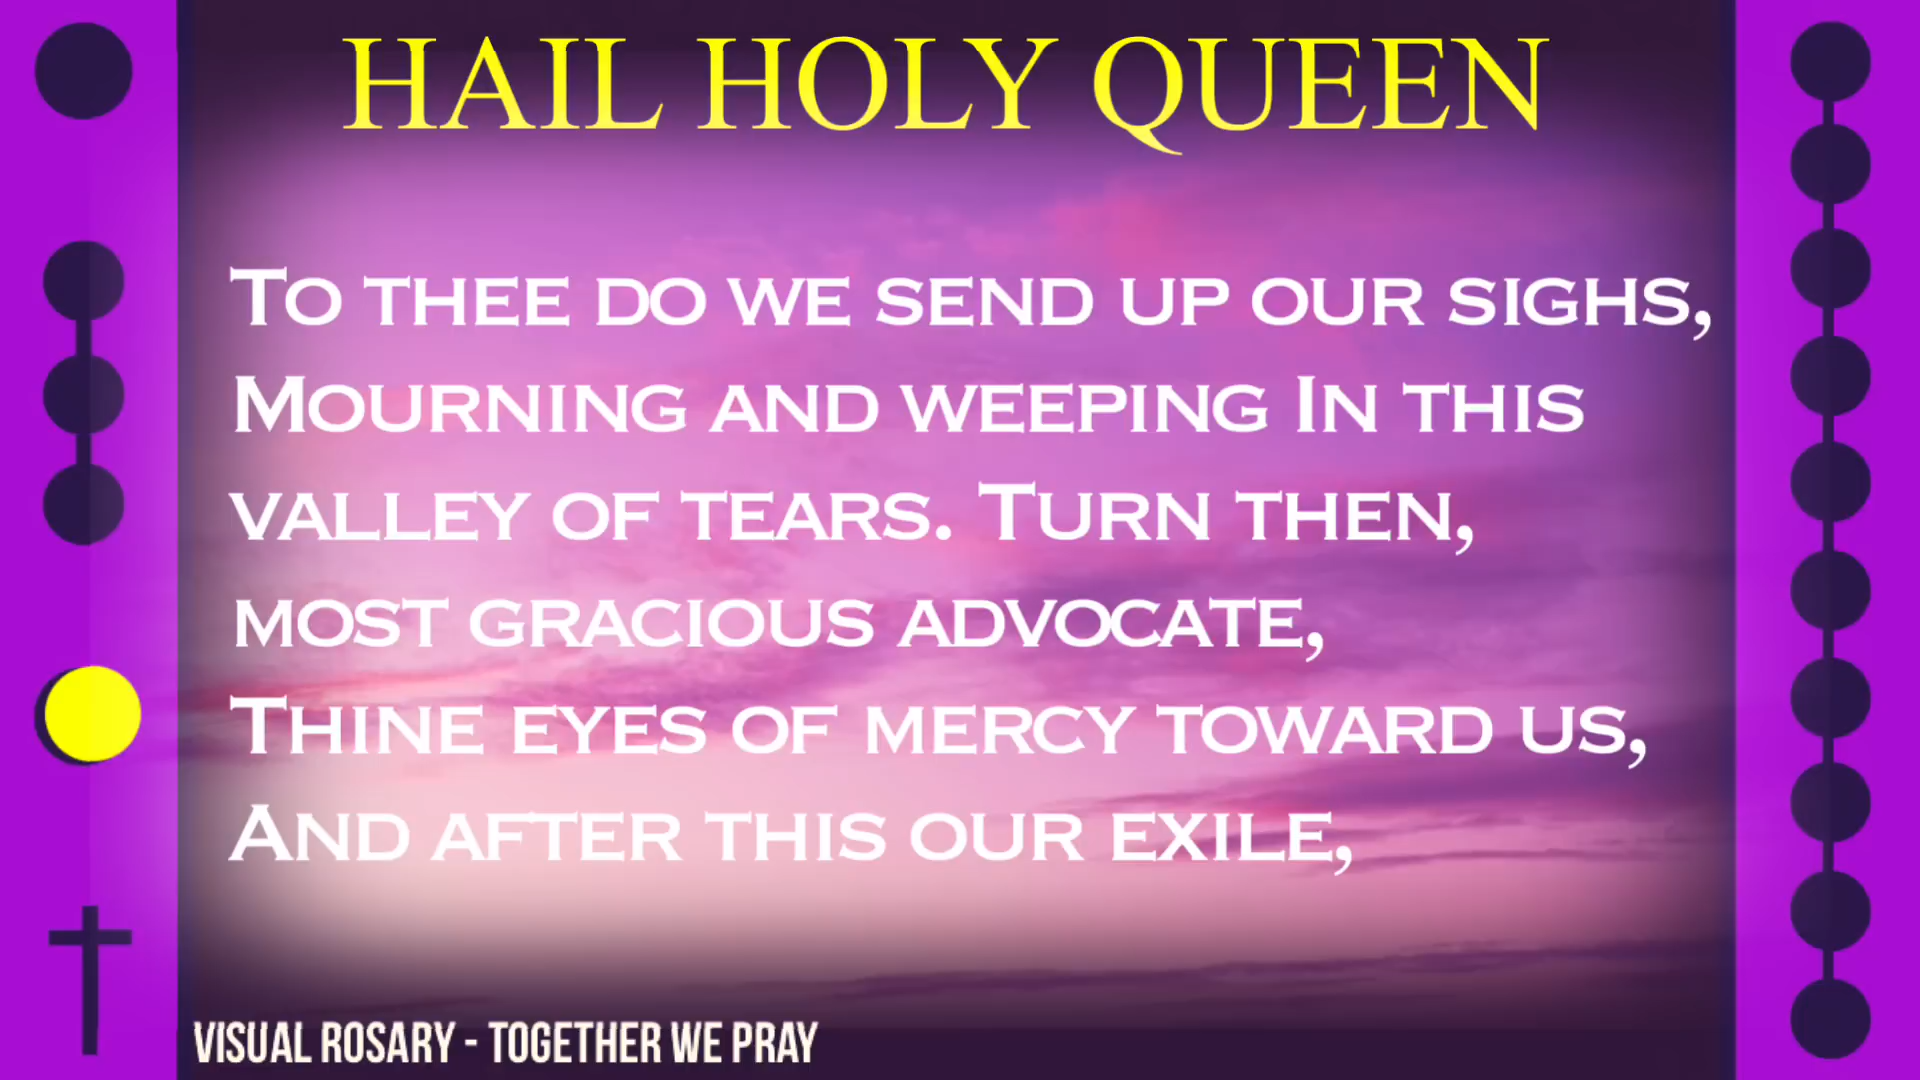 HAIL HOLY QUEEN
To thee do we send up our sighs,
Mourning and weeping In this
valley of tears. Turn then,
most gracious advocate,
Thine eyes of mercy toward us,
And after this our exile,
VISUAL ROSARY - TOGETHER WE PRAY